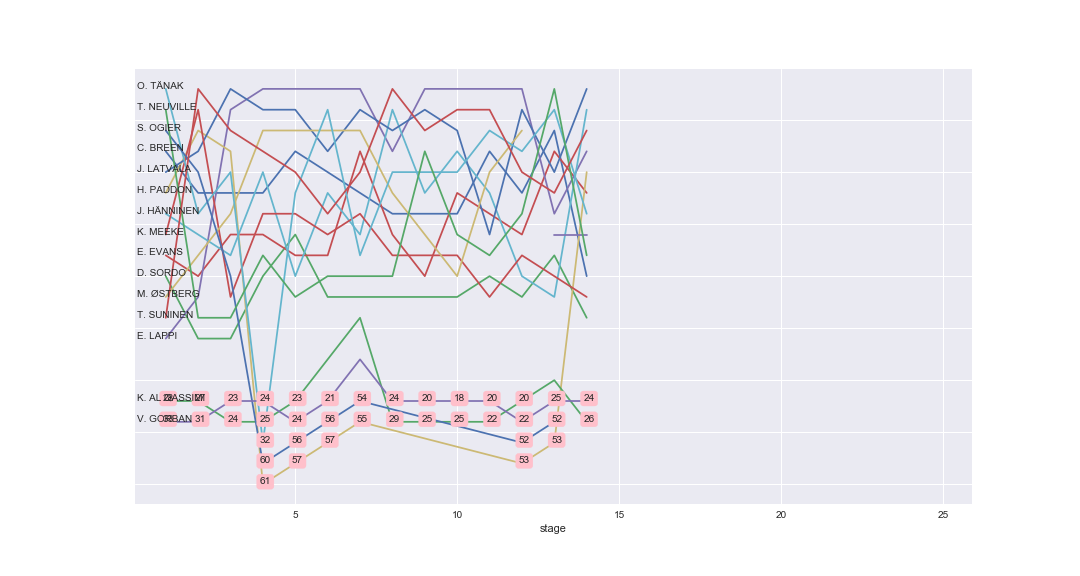 O. TÄNAK
T. NEUVILLE
S. OGIER
C. BREEN
J. LATVALA
H. PADDON
J. HÄNNINEN
K. MEEKE
E. EVANS
D. SORDO
M. ØSTBERG
T. SUNINEN
E. LAPPI
K. AL QASSIMI 23 24 23 21 54 24 20 18 20 20 25 24
V. GORBAN 31 24 25 24 56 55 29 25 25 22 22 52 26
32 56 57 52 53
60 57 53
61
5 10 15 20 25
stage